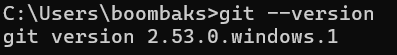 C:\Users\boombaks>git --version
git version 2.53.0.windows.1